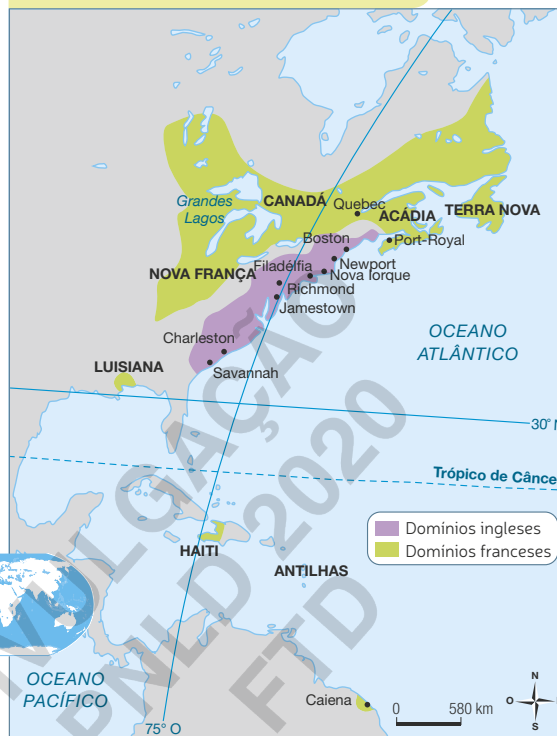 Grandes
Lagos
CANADÁ
Quebec
ACÁDIA
TERRA NOVA
Port-Royal
Boston
Newport
Nova Iorque
Filadélfia
NOVA FRANÇA
Richmond
Jamestown
Charleston
Savannah
LUISIANA
OCEANO
ATLÂNTICO
30° N
Trópico de Cânce
Domínios ingleses
Domínios franceses
HAITI
ANTILHAS
OCEANO
PACÍFICO
75° O
Caiena
0 580 km
N
O
L
S
PNLD 2020
FTD